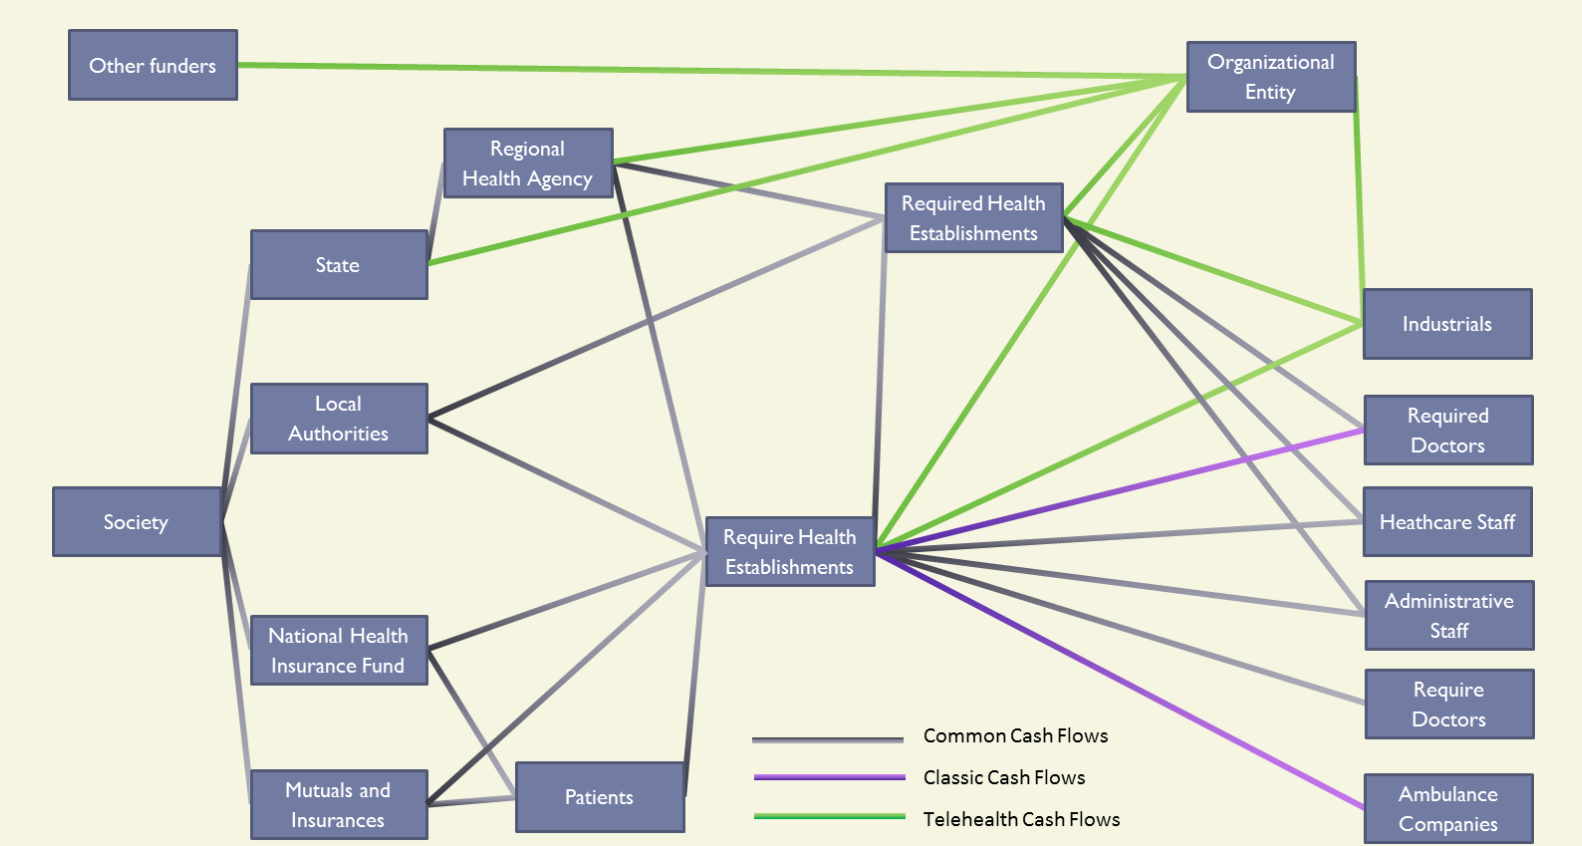 Other funders
Organizational
Entity
Regional
Health Agency
Required Health
Establishments
State
Industrials
Local
Authorities
Required
Doctors
Society
Heathcare Staff
Require Health
Establishments
Administrative
Staff
National Health
Insurance Fund
Require
Doctors
Common Cash Flows
Classic Cash Flows
Telehealth Cash Flows
Mutuals and
Insurances
Patients
Ambulance
Companies